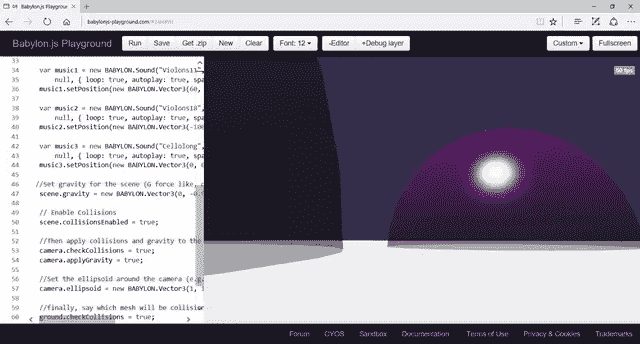 Babylon.js Playground
babylonjs-playground.com/
Babylon.js Playground Run Save Get .zip New Clear Font: 12 -Editor +Debug layer Custom Fullscreen
33
34 var music1 = new BABYLON.Sound("Violons11",
35 null, { loop: true, autoplay: true, spa
36 music1.setPosition(new BABYLON.Vector3(60,
37
38 var music2 = new BABYLON.Sound("Violons18",
39 null, { loop: true, autoplay: true, spa
40 music2.setPosition(new BABYLON.Vector3(-100
41
42 var music3 = new BABYLON.Sound("Cellolong",
43 null, { loop: true, autoplay: true, spa
44 music3.setPosition(new BABYLON.Vector3(0, 0
45
46 //Set gravity for the scene (G force like,
47 scene.gravity = new BABYLON.Vector3(0, -0.
48
49 // Enable Collisions
50 scene.collisionsEnabled = true;
51
52 //Then apply collisions and gravity to the
53 camera.checkCollisions = true;
54 camera.applyGravity = true;
55
56 //Set the ellipsoid around the camera (e.g.
57 camera.ellipsoid = new BABYLON.Vector3(1,
58
59 //finally, say which mesh will be collisio
60 ground.checkCollisions = true;
fps
Forum CYOS Sandbox Documentation Terms of Use Privacy & Cookies Trademarks